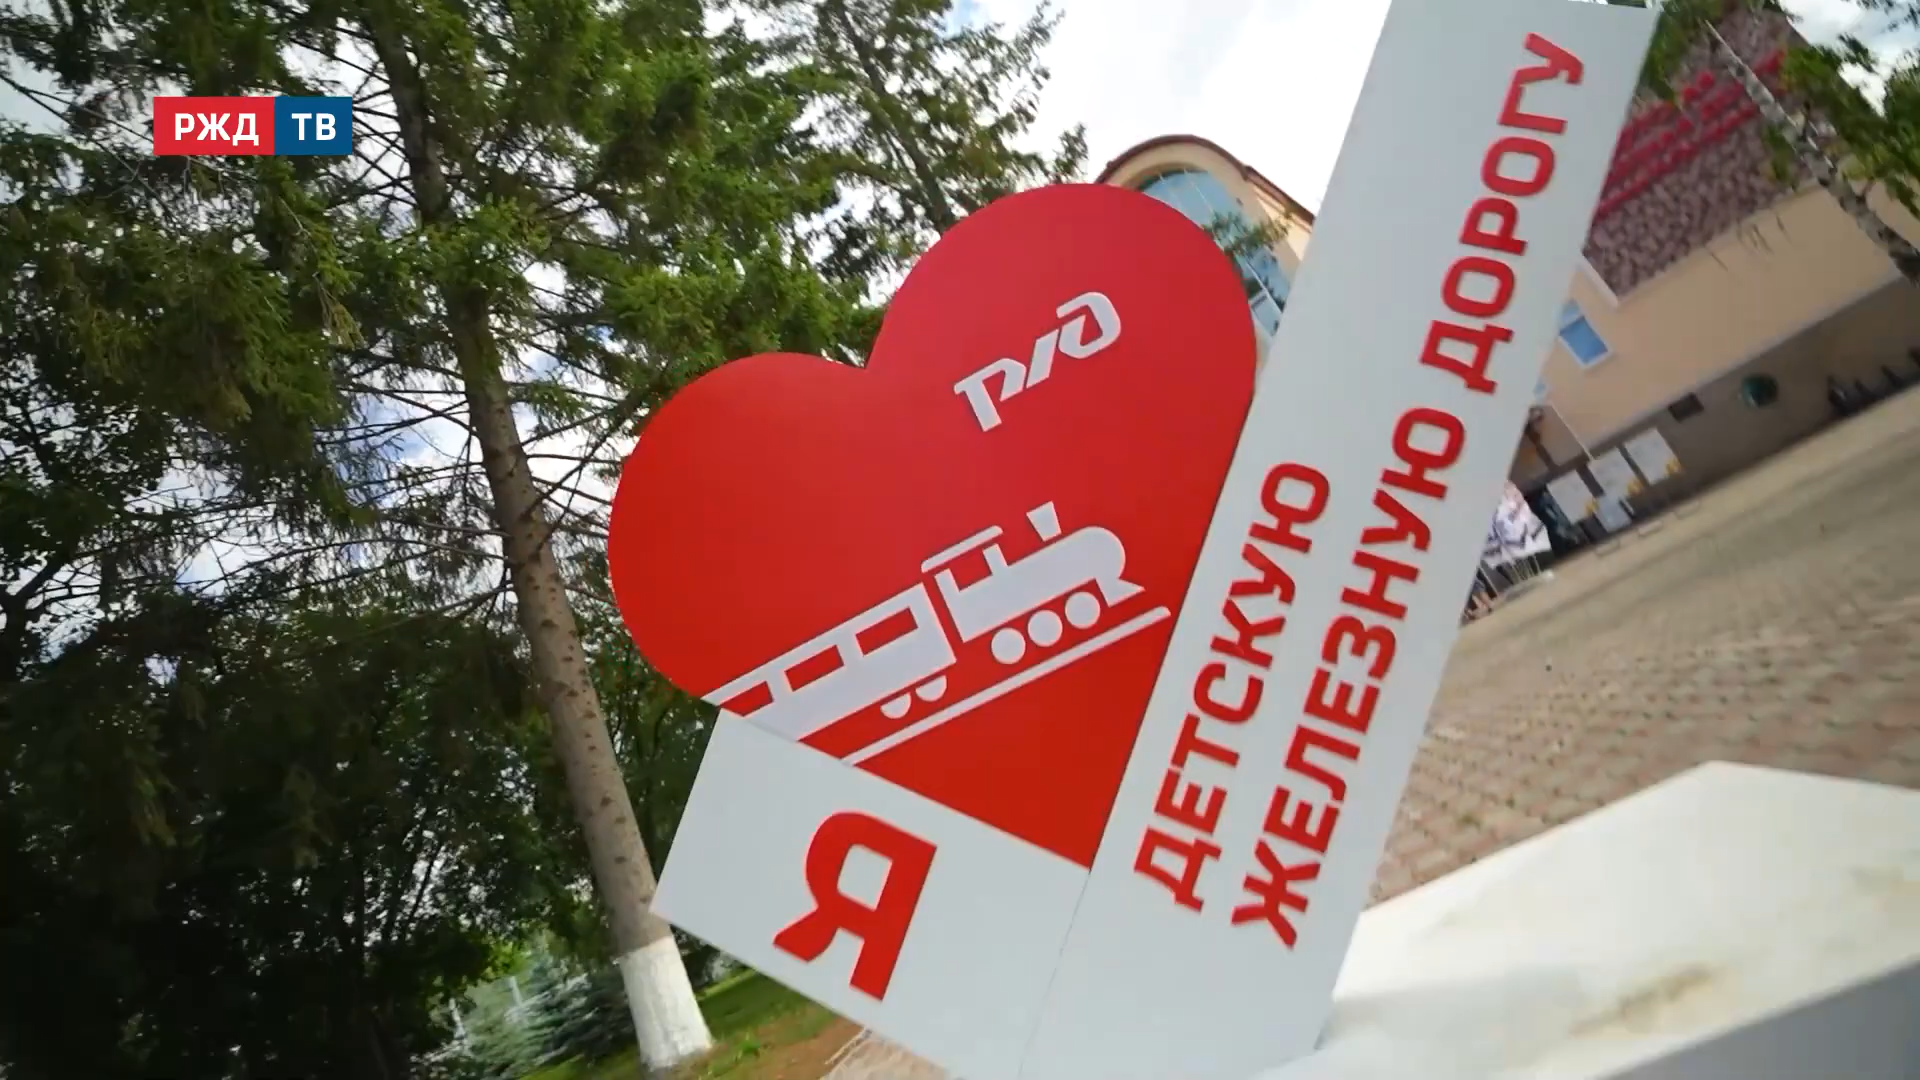 РЖД ТВ
РЖД
Я
ДЕТСКУЮ
ЖЕЛЕЗНУЮ ДОРОГУ